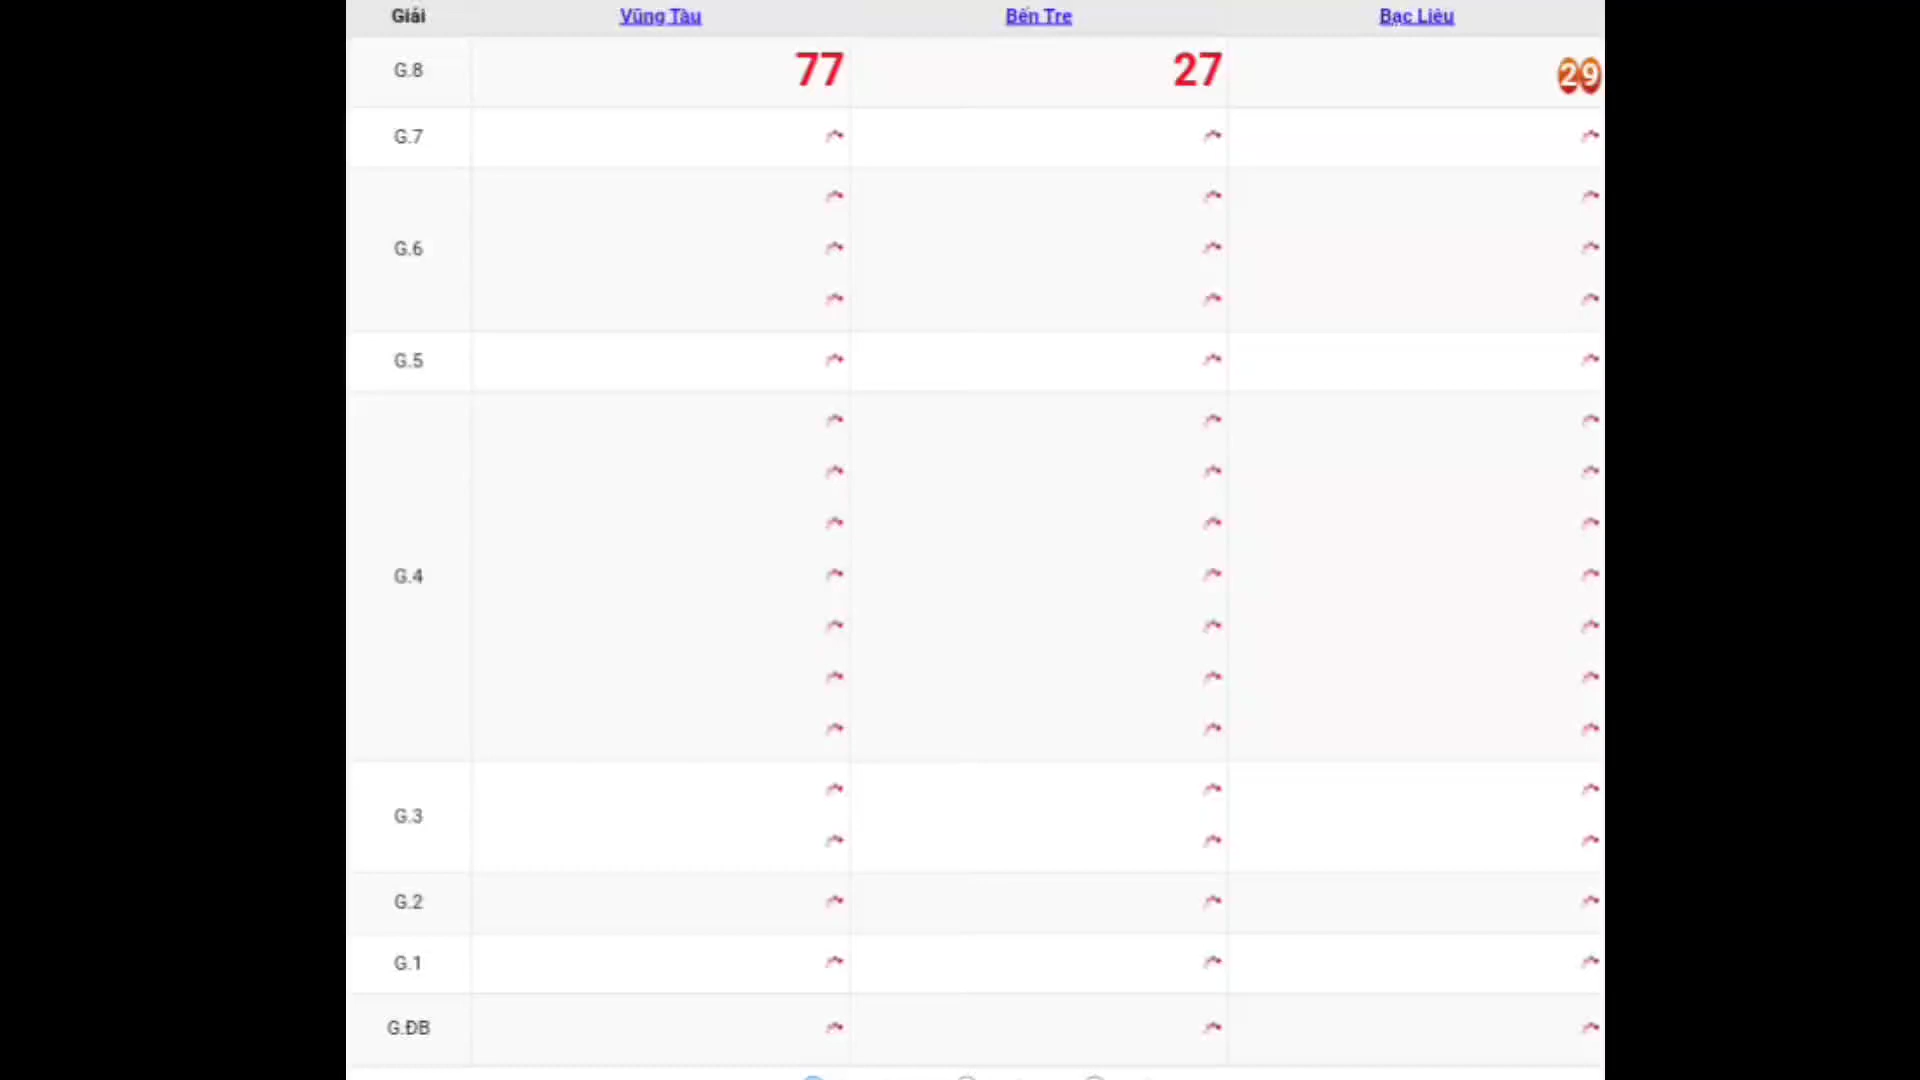 Giải Vũng Tàu Bến Tre Bạc Liêu
G.8 77 27 29
G.7
G.6
G.5
G.4
G.3
G.2
G.1
G.ĐB